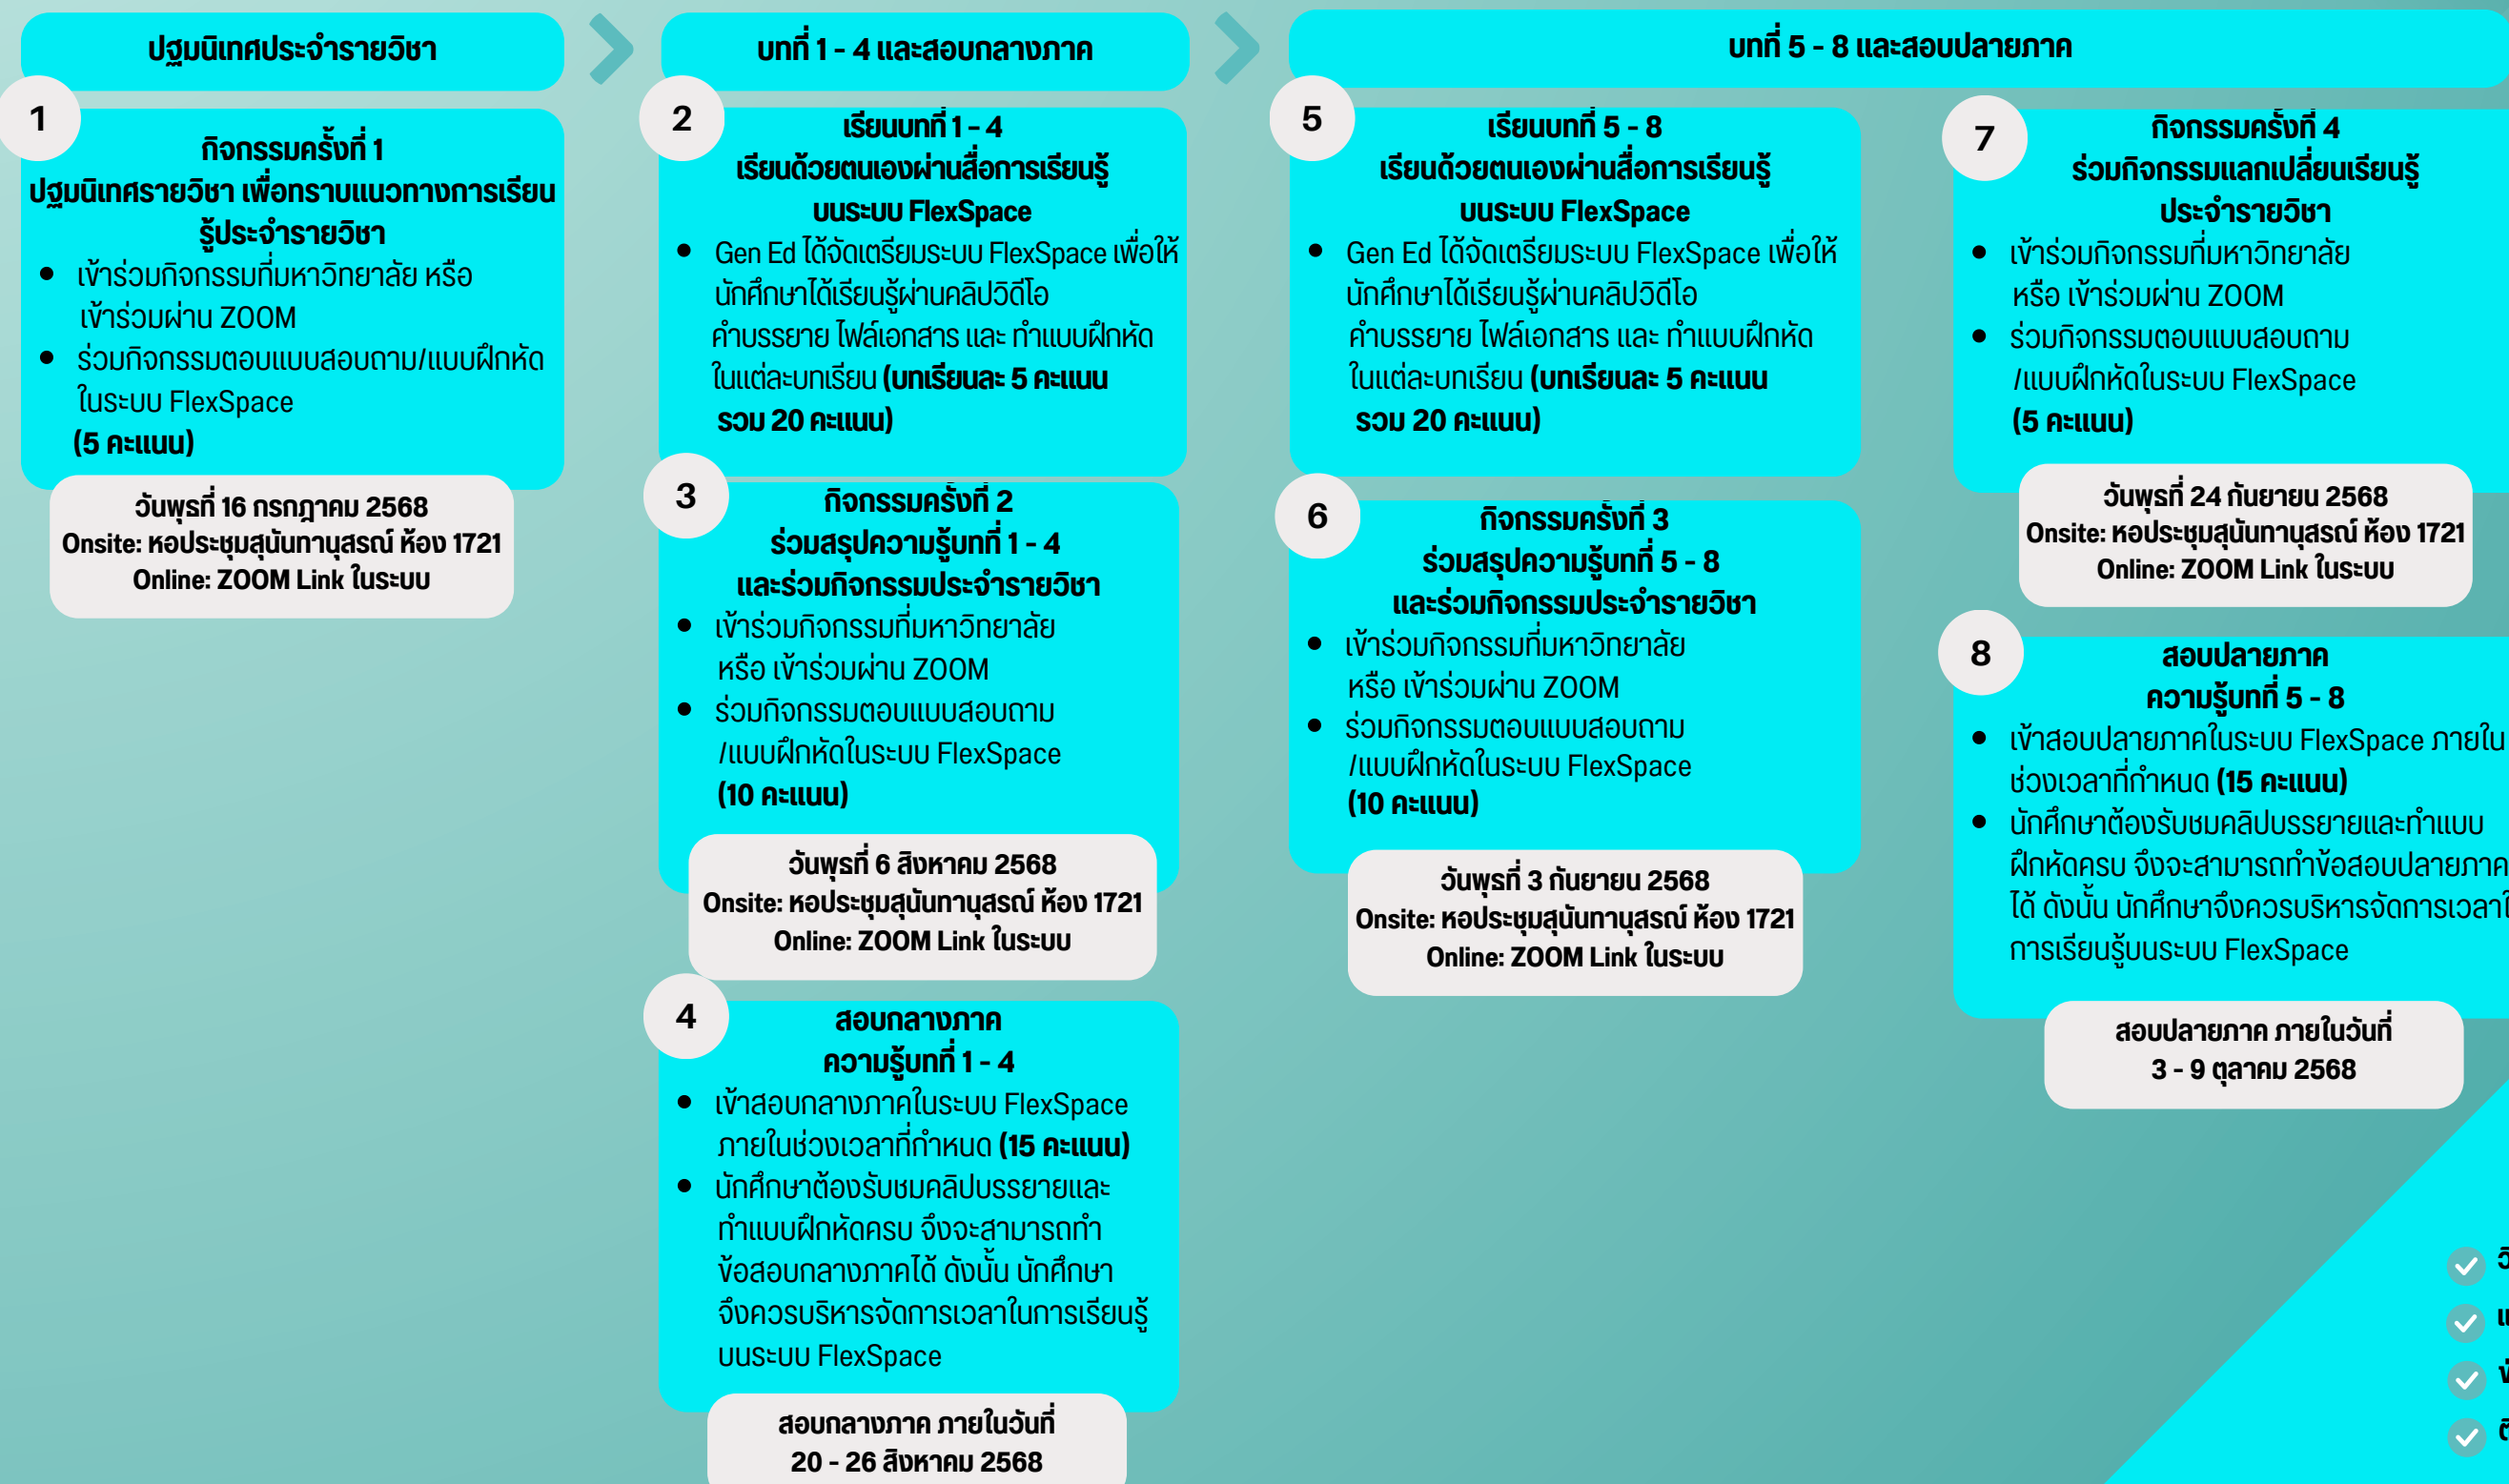 ปฐมนิเทศประจำรายวิชา
บทที่ 1 - 4 และสอบกลางภาค
บทที่ 5 - 8 และสอบปลายภาค
1
กิจกรรมครั้งที่ 1
ปฐมนิเทศรายวิชา เพื่อทราบแนวทางการเรียน
รู้ประจำรายวิชา
เข้าร่วมกิจกรรมที่มหาวิทยาลัย หรือ
เข้าร่วมผ่าน ZOOM
ร่วมกิจกรรมตอบแบบสอบถาม/แบบฝึกหัด
ในระบบ FlexSpace
(5 คะแนน)
วันพุธที่ 16 กรกฎาคม 2568
Onsite: หอประชุมสุนันทานุสรณ์ ห้อง 1721
Online: ZOOM Link ในระบบ
2
เรียนบทที่ 1 - 4
เรียนด้วยตนเองผ่านสื่อการเรียนรู้
บนระบบ FlexSpace
Gen Ed ได้จัดเตรียมระบบ FlexSpace เพื่อให้
นักศึกษาได้เรียนรู้ผ่านคลิปวิดีโอ
คำบรรยาย ไฟล์เอกสาร และ ทำแบบฝึกหัด
ในแต่ละบทเรียน (บทเรียนละ 5 คะแนน
รวม 20 คะแนน)
3
กิจกรรมครั้งที่ 2
ร่วมสรุปความรู้บทที่ 1 - 4
และร่วมกิจกรรมประจำรายวิชา
เข้าร่วมกิจกรรมที่มหาวิทยาลัย
หรือ เข้าร่วมผ่าน ZOOM
ร่วมกิจกรรมตอบแบบสอบถาม
/แบบฝึกหัดในระบบ FlexSpace
(10 คะแนน)
วันพุธที่ 6 สิงหาคม 2568
Onsite: หอประชุมสุนันทานุสรณ์ ห้อง 1721
Online: ZOOM Link ในระบบ
4
สอบกลางภาค
ความรู้บทที่ 1 - 4
เข้าสอบกลางภาคในระบบ FlexSpace
ภายในช่วงเวลาที่กำหนด (15 คะแนน)
นักศึกษาต้องรับชมคลิปบรรยายและ
ทำแบบฝึกหัดครบ จึงจะสามารถทำ
ข้อสอบกลางภาคได้ ดังนั้น นักศึกษา
จึงควรบริหารจัดการเวลาในการเรียนรู้
บนระบบ FlexSpace
สอบกลางภาค ภายในวันที่
20 - 26 สิงหาคม 2568
5
เรียนบทที่ 5 - 8
เรียนด้วยตนเองผ่านสื่อการเรียนรู้
บนระบบ FlexSpace
Gen Ed ได้จัดเตรียมระบบ FlexSpace เพื่อให้
นักศึกษาได้เรียนรู้ผ่านคลิปวิดีโอ
คำบรรยาย ไฟล์เอกสาร และ ทำแบบฝึกหัด
ในแต่ละบทเรียน (บทเรียนละ 5 คะแนน
รวม 20 คะแนน)
6
กิจกรรมครั้งที่ 3
ร่วมสรุปความรู้บทที่ 5 - 8
และร่วมกิจกรรมประจำรายวิชา
เข้าร่วมกิจกรรมที่มหาวิทยาลัย
หรือ เข้าร่วมผ่าน ZOOM
ร่วมกิจกรรมตอบแบบสอบถาม
/แบบฝึกหัดในระบบ FlexSpace
(10 คะแนน)
วันพุธที่ 3 กันยายน 2568
Onsite: หอประชุมสุนันทานุสรณ์ ห้อง 1721
Online: ZOOM Link ในระบบ
7
กิจกรรมครั้งที่ 4
ร่วมกิจกรรมแลกเปลี่ยนเรียนรู้
ประจำรายวิชา
เข้าร่วมกิจกรรมที่มหาวิทยาลัย
หรือ เข้าร่วมผ่าน ZOOM
ร่วมกิจกรรมตอบแบบสอบถาม
/แบบฝึกหัดในระบบ FlexSpace
(5 คะแนน)
วันพุธที่ 24 กันยายน 2568
Onsite: หอประชุมสุนันทานุสรณ์ ห้อง 1721
Online: ZOOM Link ในระบบ
8
สอบปลายภาค
ความรู้บทที่ 5 - 8
เข้าสอบปลายภาคในระบบ FlexSpace ภายใน
ช่วงเวลาที่กำหนด (15 คะแนน)
นักศึกษาต้องรับชมคลิปบรรยายและทำแบบ
ฝึกหัดครบ จึงจะสามารถทำข้อสอบปลายภาค
ได้ ดังนั้น นักศึกษาจึงควรบริหารจัดการเวลา
การเรียนรู้บนระบบ FlexSpace
สอบปลายภาค ภายในวันที่
3 - 9 ตุลาคม 2568